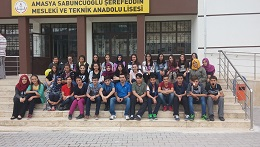 AMASYA SABUNCUOĞLU ŞEREFEDDİN
MESLEKİ VE TEKNİK ANADOLU LİSESİ